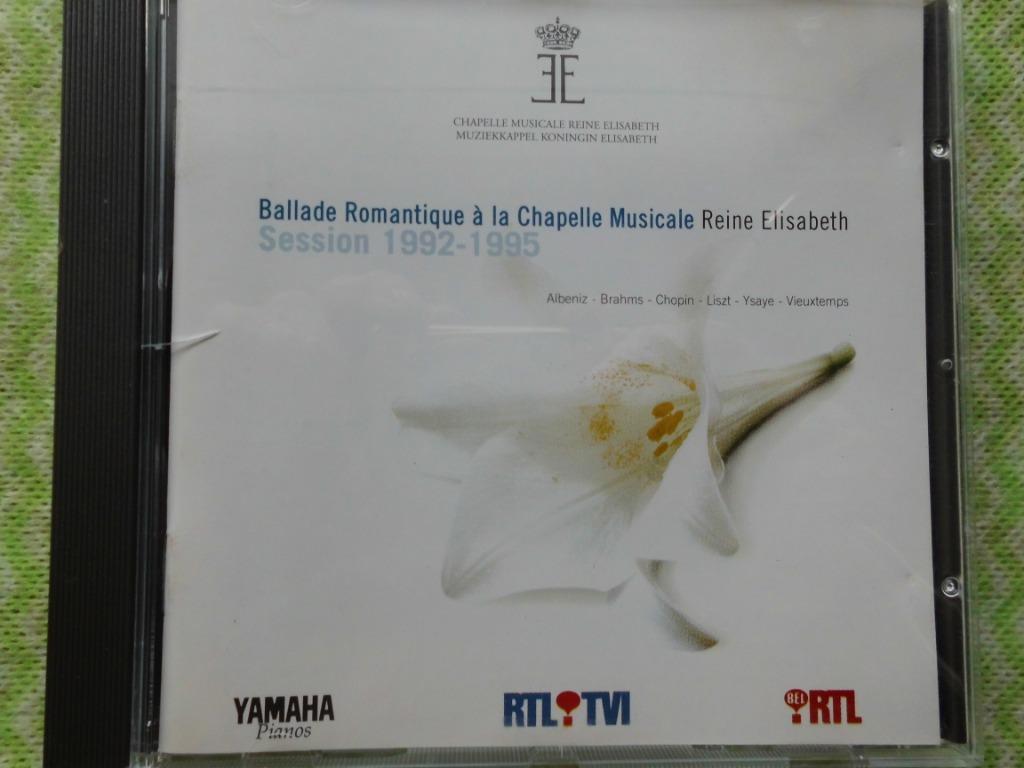 E E
CHAPELLE MUSICALE REINE ELISABETH
MUZIEKKAPEL KONINGIN ELISABETH
Ballade Romantique à la Chapelle Musicale Reine Elisabeth
Session 1992-1995
Albeniz - Brahms - Chopin - Liszt - Ysaye - Vieuxtemps
YAMAHA
Pianos
RTL TVI
BEL RTL